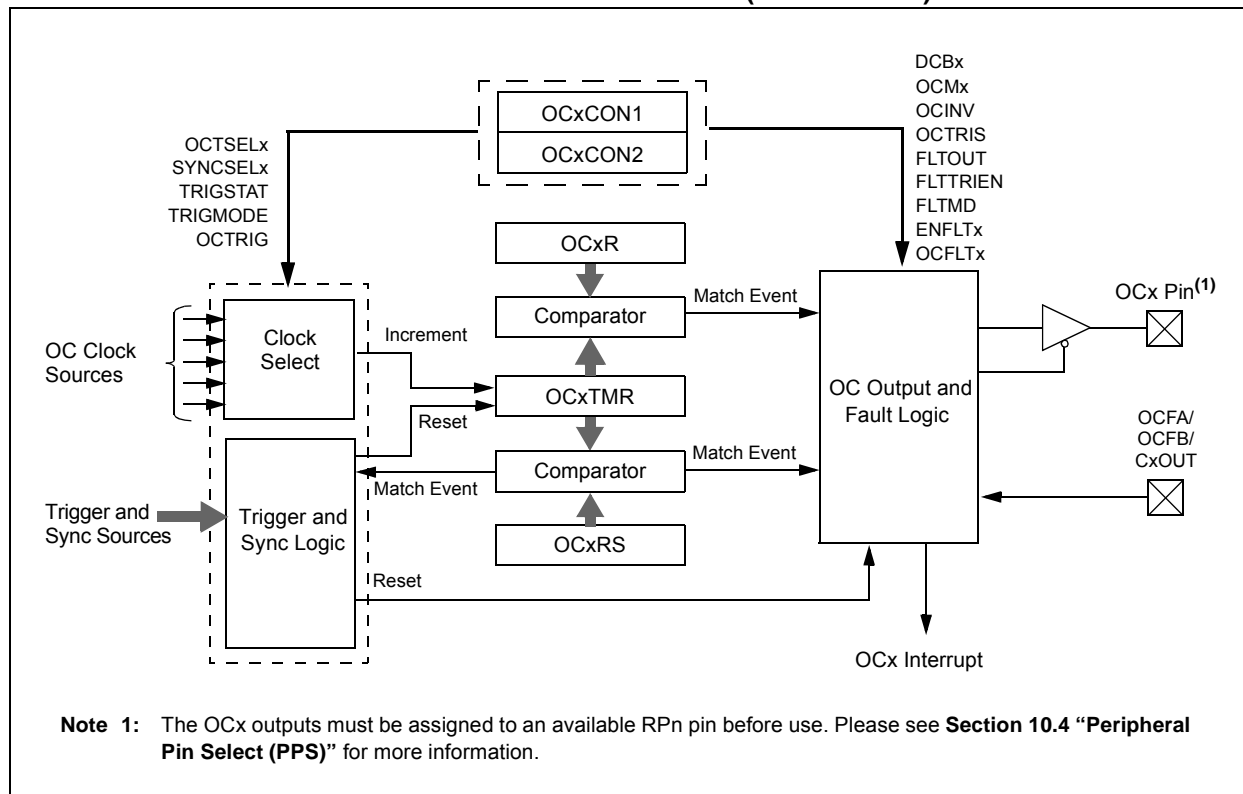 DCBx
OCMx
OCINV
OCTRIS
FLTOUT
FLTTRIEN
FLTMD
ENFLTx
OCFLTx
OCxCON1
OCxCON2
OCTSELx
SYNCSELx
TRIGSTAT
TRIGMODE
OCTRIG
OCxR
Comparator
Match Event
OCx Pin(1)
OC Clock
Sources
Clock
Select
Increment
OCxTMR
Reset
OC Output and
Fault Logic
OCFA/
OCFB/
CxOUT
Comparator
Match Event
Match Event
Trigger and
Sync Sources
Trigger and
Sync Logic
OCxRS
Reset
OCx Interrupt
Note 1: The OCx outputs must be assigned to an available RPn pin before use. Please see Section 10.4 “Peripheral
Pin Select (PPS)” for more information.